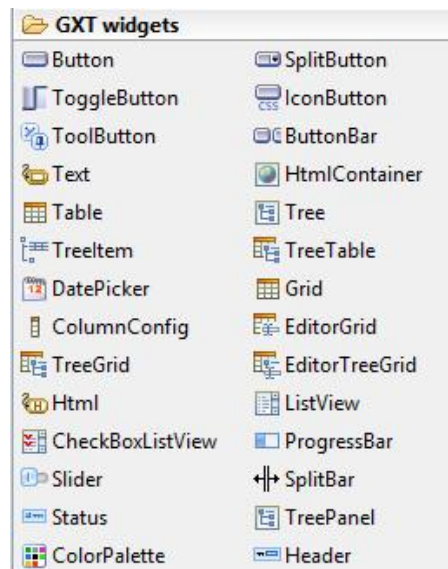 GXT widgets
Button SplitButton
ToggleButton IconButton
ToolButton ButtonBar
Text HtmlContainer
Table Tree
TreeItem TreeTable
DatePicker Grid
ColumnConfig EditorGrid
TreeGrid EditorTreeGrid
Html ListView
CheckBoxListView ProgressBar
Slider SplitBar
Status TreePanel
ColorPalette Header